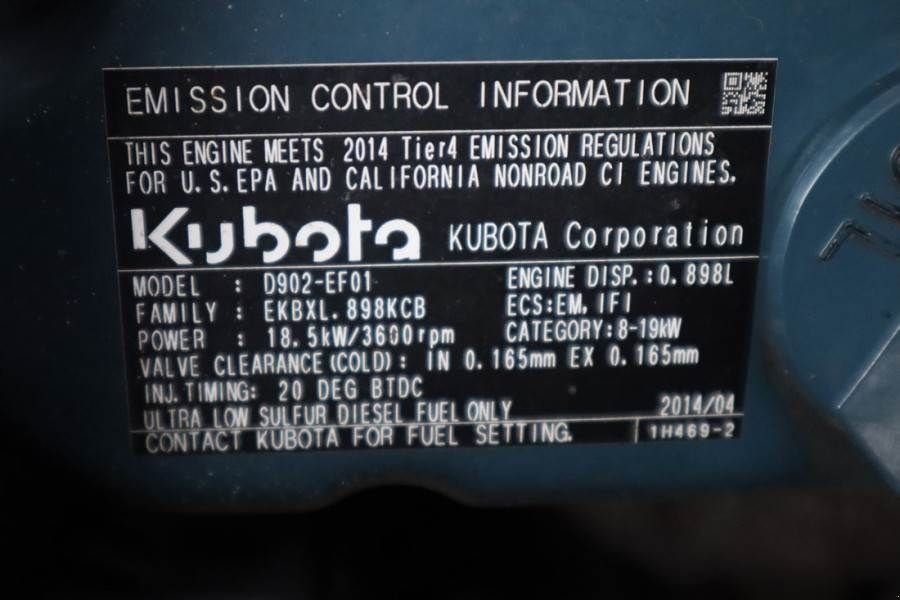 EMISSION CONTROL INFORMATION
THIS ENGINE MEETS 2014 Tier4 EMISSION REGULATIONS
FOR U.S.EPA AND CALIFORNIA NONROAD CI ENGINES.
Kubota KUBOTA Corporation
MODEL : D902-EF01 ENGINE DISP.:0.898L
FAMILY : EKBXL.898KCB ECS:EM,IFI
POWER : 18.5kW/3600rpm CATEGORY:8-19kW
VALVE CLEARANCE(COLD): IN 0.165mm EX 0.165mm
INJ.TIMING: 20 DEG BTDC
ULTRA LOW SULFUR DIESEL FUEL ONLY 2014/04
CONTACT KUBOTA FOR FUEL SETTING. 1H469-2